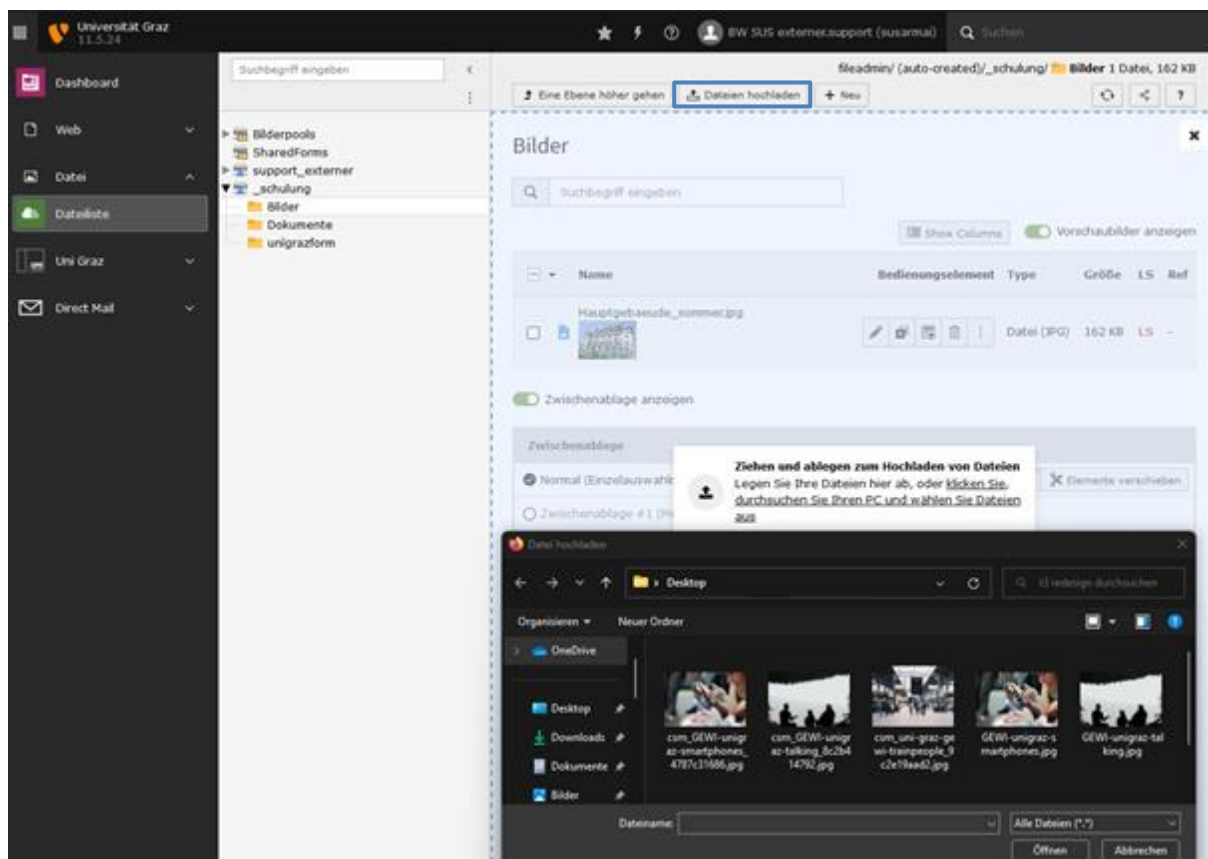 Universität Graz
11.5.24
BW SUS externer.support (susarmai)
Suchen
Dashboard
Web
Datei
Dateiliste
Uni Graz
Direct Mail
Suchbegriff eingeben
Bilderpools
SharedForms
support_externer
_schulung
Bilder
Dokumente
unigrazform
fileadmin/ (auto-created)/_schulung/ Bilder 1 Datei, 162 KB
Eine Ebene höher gehen Dateien hochladen + Neu ?
Bilder
Suchbegriff eingeben
Show Columns Vorschaubilder anzeigen
Name Bedienungselement Type Größe LS Ref
Hauptgebaeude_sommer.jpg
Datei (JPG) 162 KB LS -
Zwischenablage anzeigen
Zwischenablage
Normal (Einzelauswahl
Elemente verschieben
Zwischenablage #1
Ziehen und ablegen zum Hochladen von Dateien
Legen Sie Ihre Dateien hier ab, oder klicken Sie,
durchsuchen Sie Ihren PC und wählen Sie Dateien
aus
Datei hochladen
Desktop
redesign durchsuchen
Organisieren Neuer Ordner
OneDrive
Desktop
Downloads
Dokumente
Bilder
csm_GEWI-unigr
az-smartphones_
4787c31686.jpg
csm_GEWI-unigr
az-talking_8c2b4
14792.jpg
csm_uni-graz-ge
wi-trainpeople_9
c2e19aad2.jpg
GEWI-unigraz-s
martphones.jpg
GEWI-unigraz-tal
king.jpg
Dateiname:
Alle Dateien (*.*)
Öffnen Abbrechen